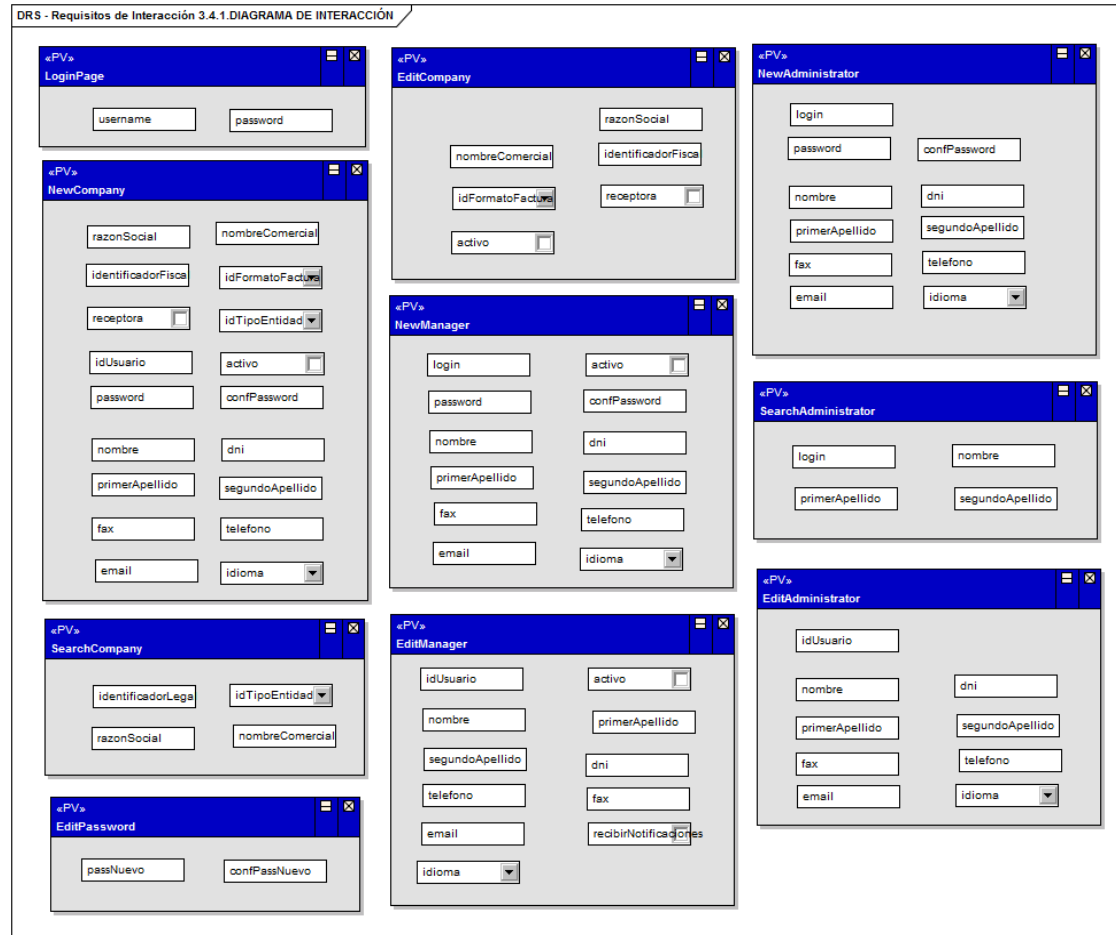 DRS - Requisitos de Interacción 3.4.1.DIAGRAMA DE INTERACCIÓN
«PV»
LoginPage
username
password
«PV»
NewCompany
razonSocial
nombreComercial
identificadorFisca
idFormatoFactura
receptora
idTipoEntidad
idUsuario
activo
password
confPassword
nombre
dni
primerApellido
segundoApellido
fax
telefono
email
idioma
«PV»
SearchCompany
identificadorLega
idTipoEntidad
razonSocial
nombreComercial
«PV»
EditPassword
passNuevo
confPassNuevo
«PV»
EditCompany
razonSocial
nombreComercial
identificadorFisca
idFormatoFactura
receptora
activo
«PV»
NewManager
login
activo
password
confPassword
nombre
dni
primerApellido
segundoApellido
fax
telefono
email
idioma
«PV»
EditManager
idUsuario
activo
nombre
primerApellido
segundoApellido
dni
telefono
fax
email
recibirNotificaciones
idioma
«PV»
NewAdministrator
login
password
confPassword
nombre
dni
primerApellido
segundoApellido
fax
telefono
email
idioma
«PV»
SearchAdministrator
login
nombre
primerApellido
segundoApellido
«PV»
EditAdministrator
idUsuario
nombre
dni
primerApellido
segundoApellido
fax
telefono
email
idioma